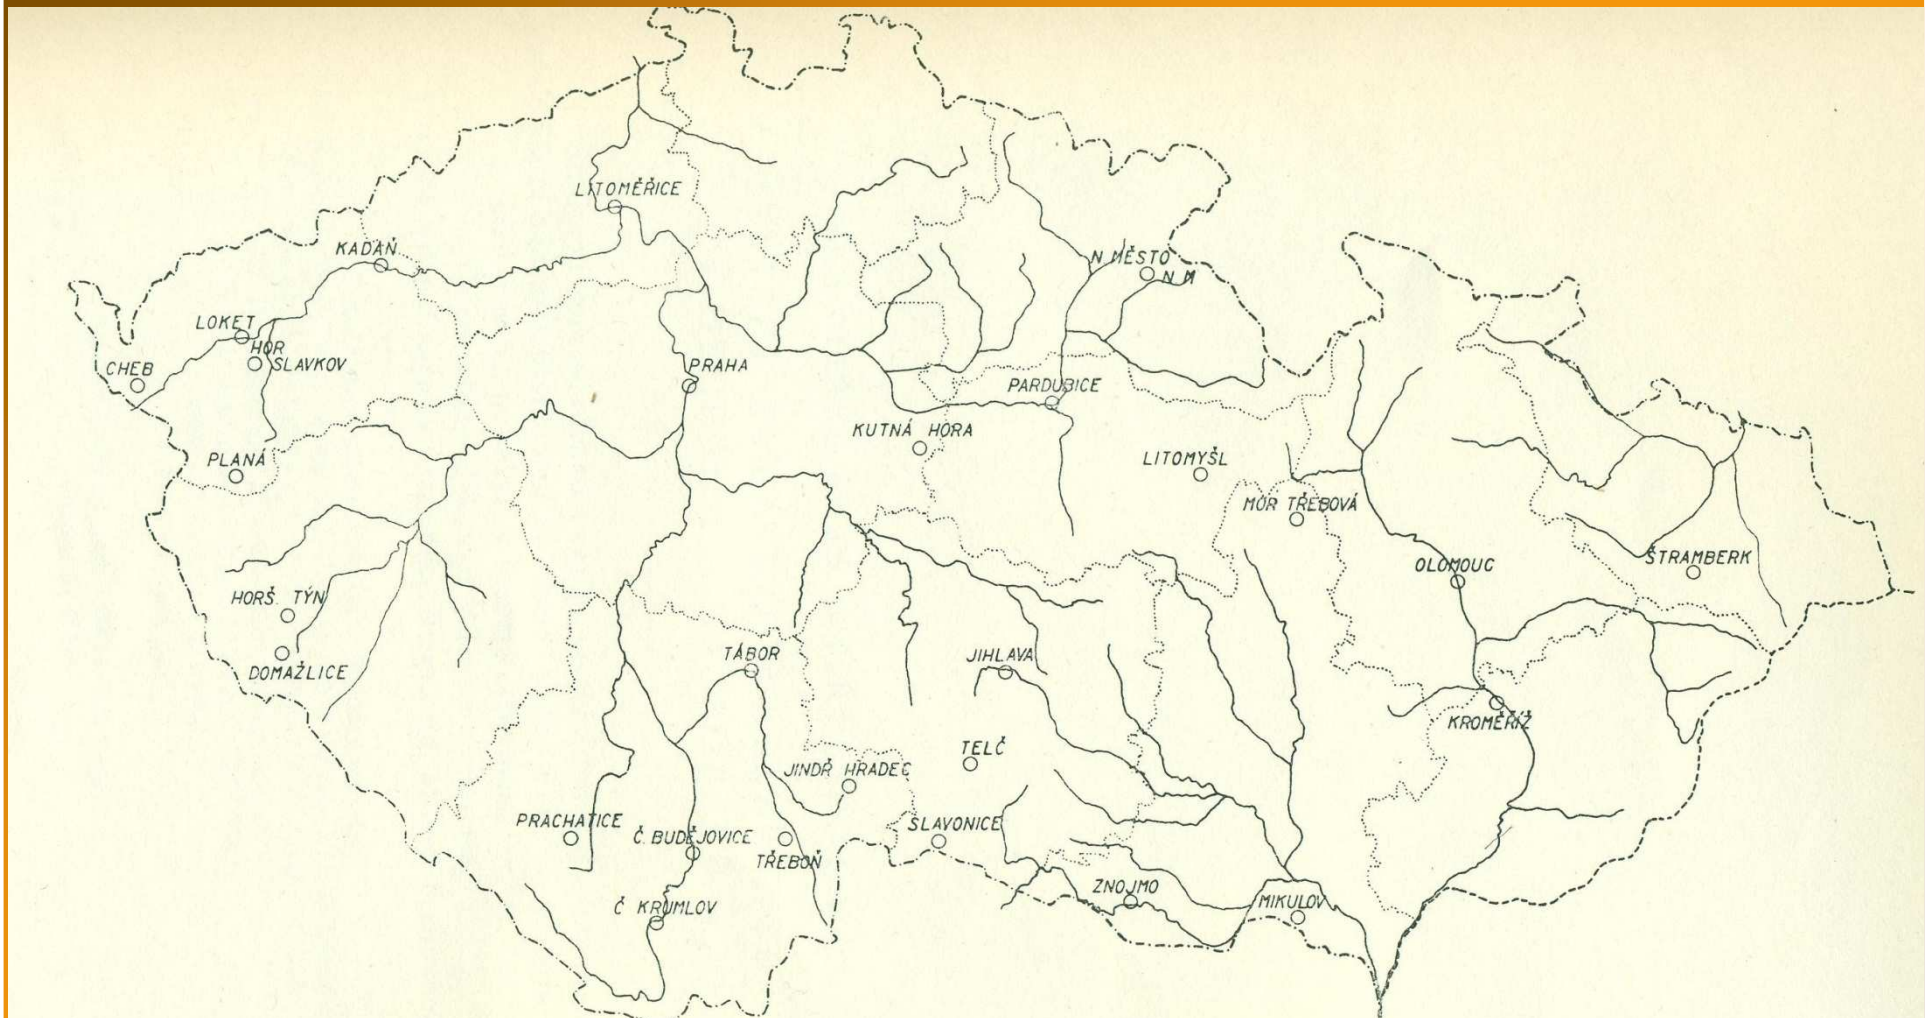 LITOMĚŘICE
KADAŇ
N MĚSTO
N M
LOKET
HOR
SLAVKOV
CHEB
PRAHA
PARDUBICE
KUTNÁ HORA
PLANÁ
LITOMYŠL
MOR TŘEBOVÁ
OLOMOUC
ŠTRAMBERK
HORŠ. TÝN
DOMAŽLICE
TÁBOR
JIHLAVA
KROMĚŘÍŽ
TELČ
JINDŘ HRADEC
PRACHATICE
Č. BUDĚJOVICE
TŘEBOŇ
SLAVONICE
ZNOJMO
MIKULOV
Č KRUMLOV